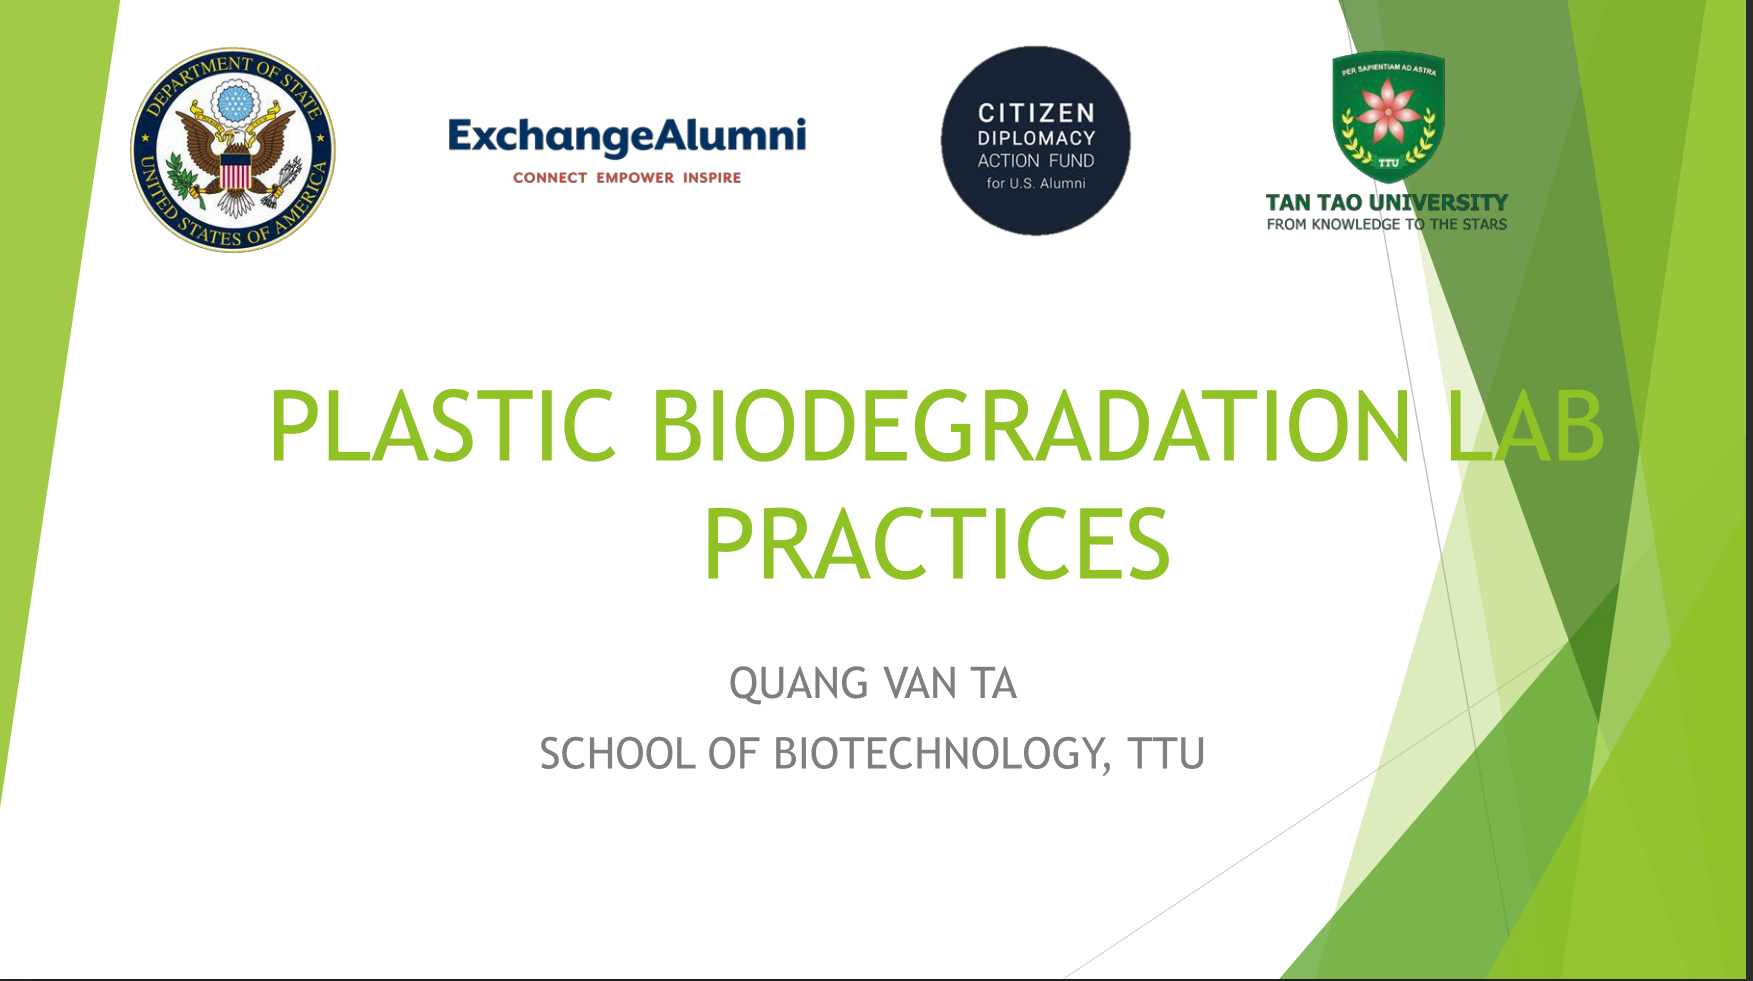 DEPARTMENT OF STATE
UNITED STATES OF AMERICA
ExchangeAlumni
CONNECT EMPOWER INSPIRE
CITIZEN
DIPLOMACY
ACTION FUND
for U.S. Alumni
PER SAPIENTIAM AD ASTRA
TTU
TAN TAO UNIVERSITY
FROM KNOWLEDGE TO THE STARS
PLASTIC BIODEGRADATION LAB
PRACTICES
QUANG VAN TA
SCHOOL OF BIOTECHNOLOGY, TTU